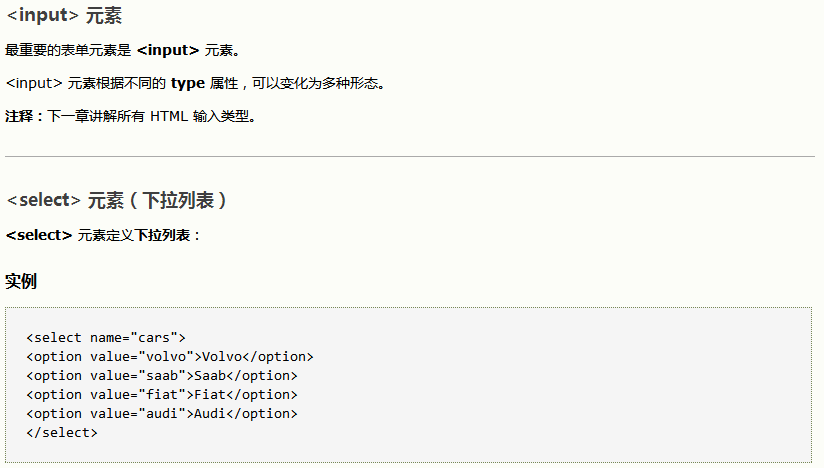 <input> 元素
最重要的表单元素是 <input> 元素。
<input> 元素根据不同的 type 属性，可以变化为多种形态。
注释：下一章讲解所有 HTML 输入类型。
<select> 元素（下拉列表）
<select> 元素定义下拉列表：
实例
<select name="cars">
<option value="volvo">Volvo</option>
<option value="saab">Saab</option>
<option value="fiat">Fiat</option>
<option value="audi">Audi</option>
</select>